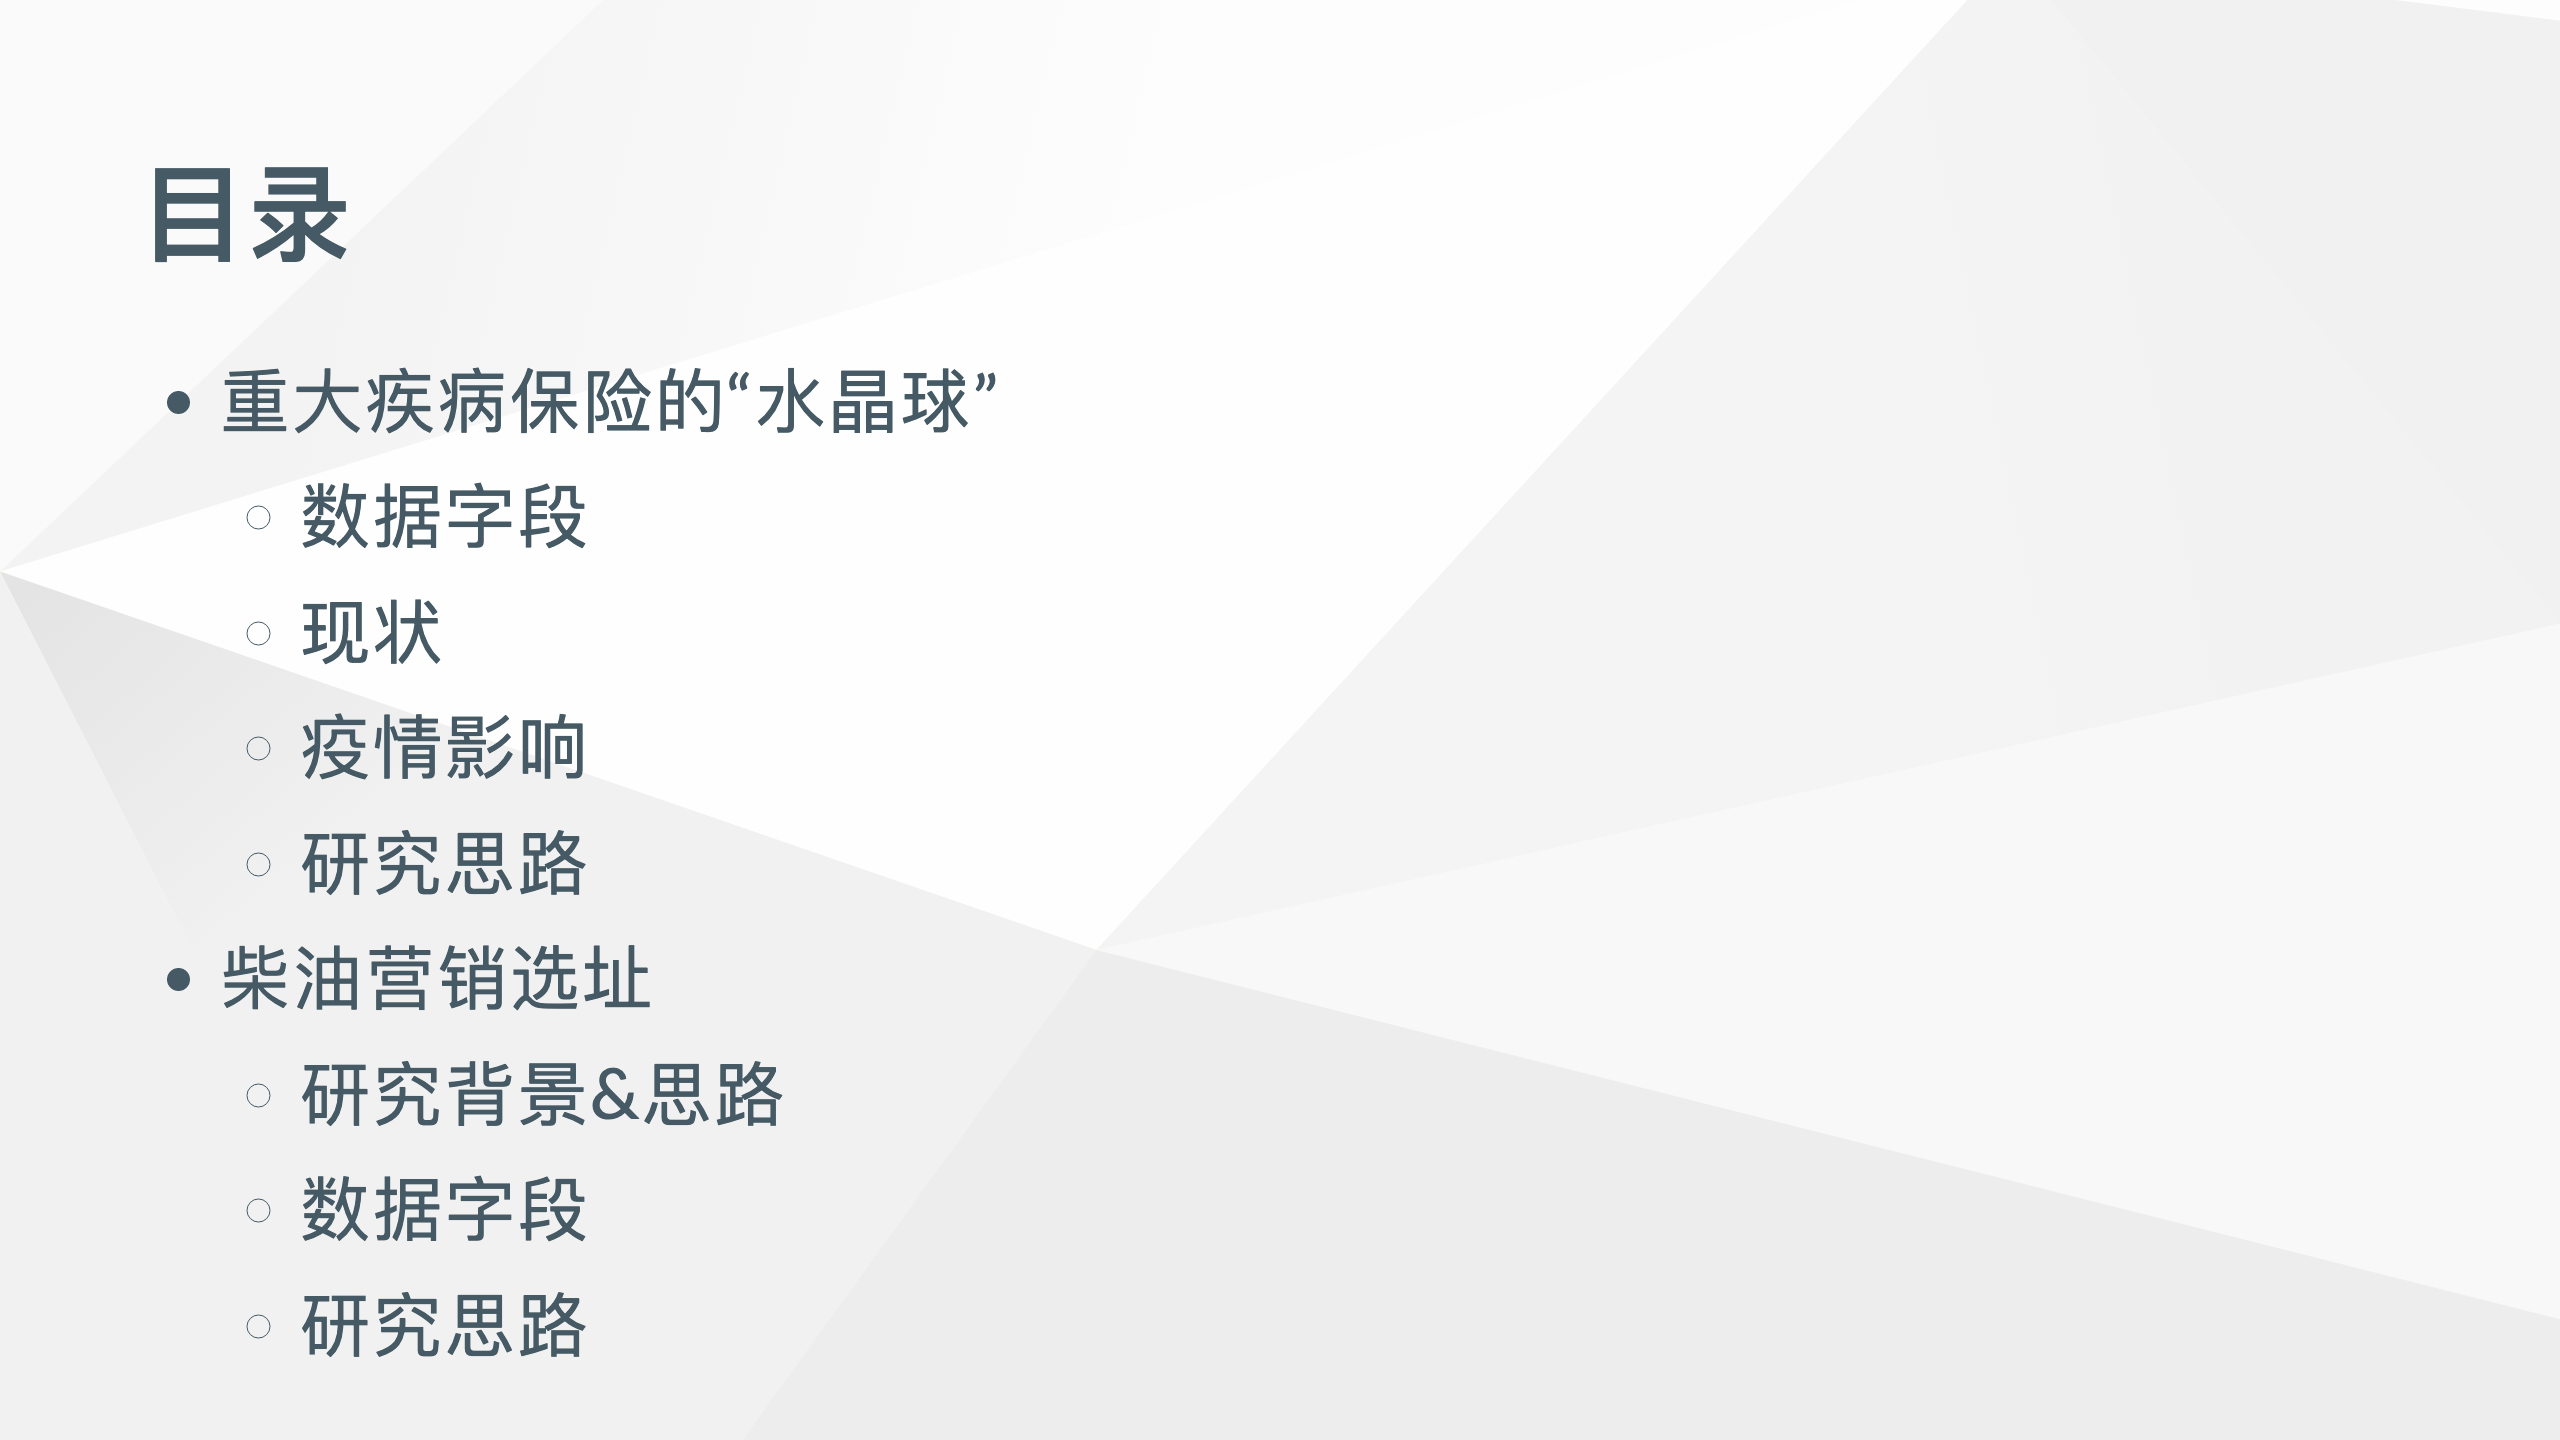 目录
• 重大疾病保险的“水晶球”
○ 数据字段
○ 现状
○ 疫情影响
○ 研究思路
• 柴油营销选址
○ 研究背景&思路
○ 数据字段
○ 研究思路